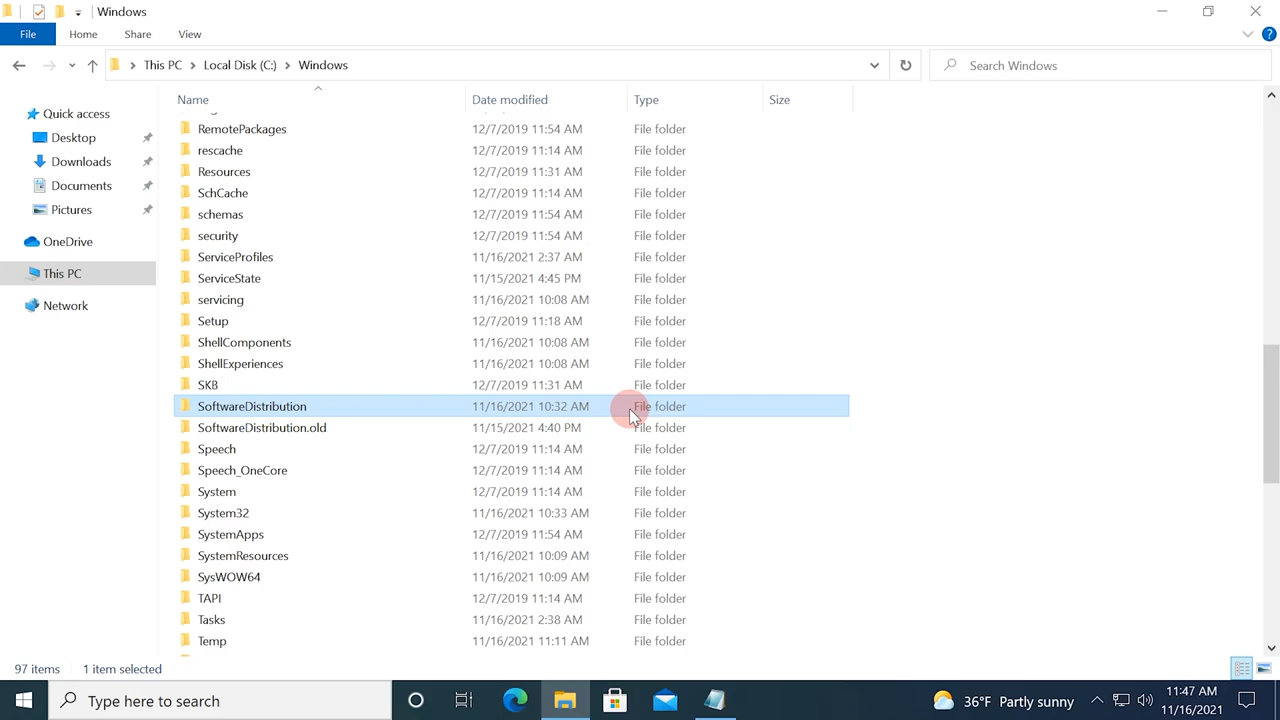 Windows
File Home Share View
This PC Local Disk (C:) Windows
Search Windows
Name Date modified Type Size
Quick access
Desktop
Downloads
Documents
Pictures
OneDrive
This PC
Network
RemotePackages 12/7/2019 11:54 AM File folder
rescache 12/7/2019 11:14 AM File folder
Resources 12/7/2019 11:31 AM File folder
SchCache 12/7/2019 11:14 AM File folder
schemas 12/7/2019 11:54 AM File folder
security 12/7/2019 11:54 AM File folder
ServiceProfiles 11/16/2021 2:37 AM File folder
ServiceState 11/15/2021 4:45 PM File folder
servicing 11/16/2021 10:08 AM File folder
Setup 12/7/2019 11:18 AM File folder
ShellComponents 11/16/2021 10:08 AM File folder
ShellExperiences 11/16/2021 10:08 AM File folder
SKB 12/7/2019 11:31 AM File folder
SoftwareDistribution 11/16/2021 10:32 AM File folder
SoftwareDistribution.old 11/15/2021 4:40 PM File folder
Speech 12/7/2019 11:14 AM File folder
Speech_OneCore 12/7/2019 11:14 AM File folder
System 12/7/2019 11:14 AM File folder
System32 11/16/2021 10:33 AM File folder
SystemApps 12/7/2019 11:54 AM File folder
SystemResources 11/16/2021 10:09 AM File folder
SysWOW64 11/16/2021 10:09 AM File folder
TAPI 12/7/2019 11:14 AM File folder
Tasks 11/16/2021 2:38 AM File folder
Temp 11/16/2021 11:11 AM File folder
97 items 1 item selected
Type here to search
36°F Partly sunny
11:47 AM
11/16/2021